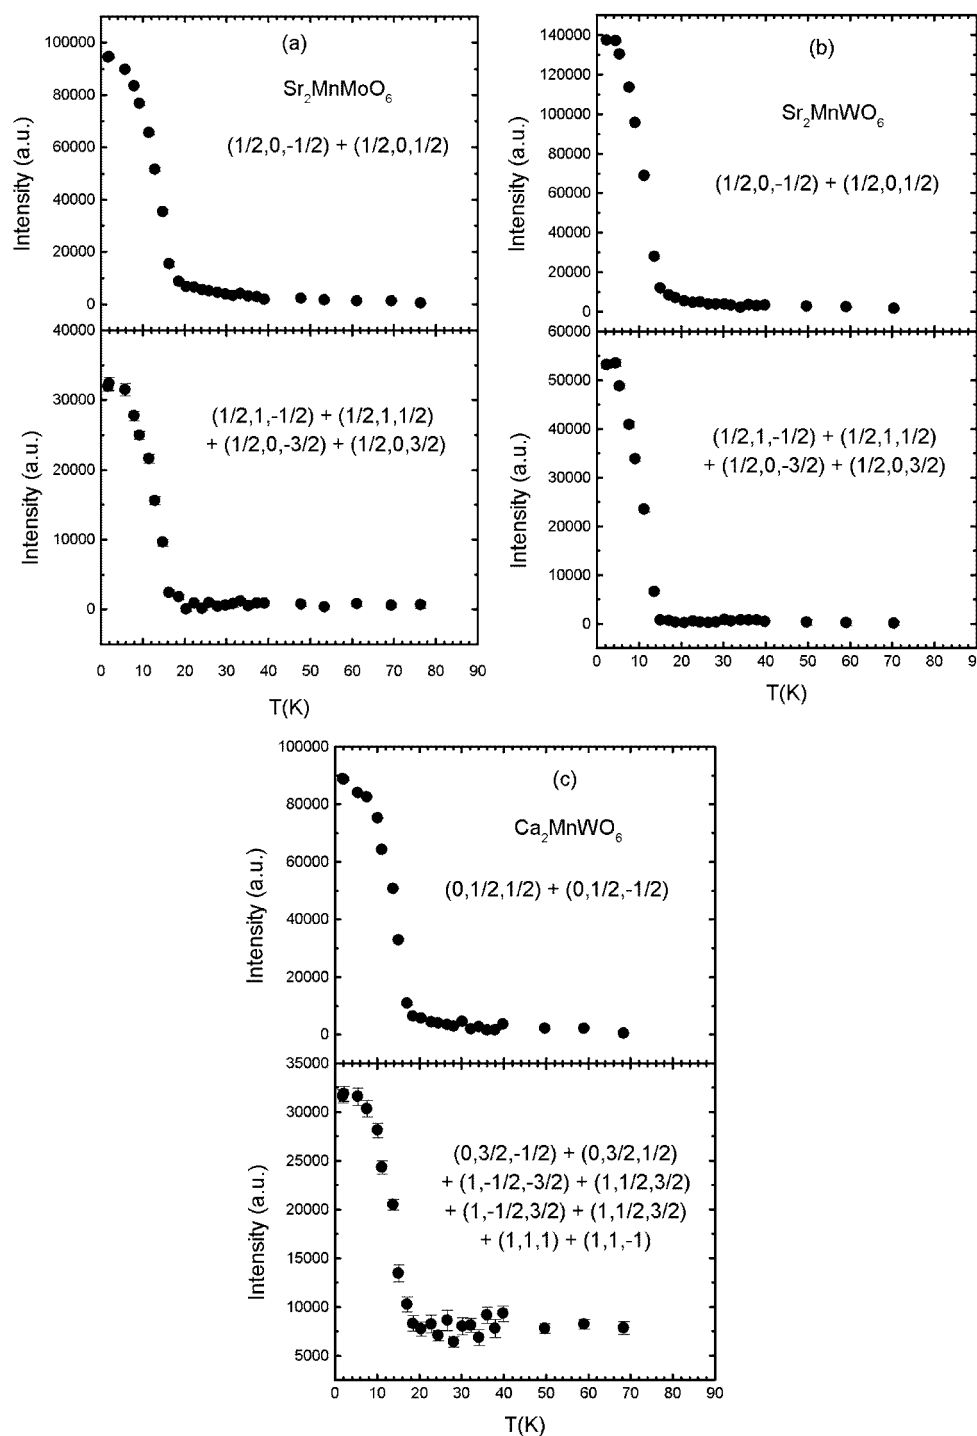 (a)
Sr2MnMoO6
(1/2,0,-1/2) + (1/2,0,1/2)
Intensity (a.u.)
100000
80000
60000
40000
20000
0
40000
(1/2,1,-1/2) + (1/2,1,1/2)
+ (1/2,0,-3/2) + (1/2,0,3/2)
Intensity (a.u.)
30000
20000
10000
0
0 10 20 30 40 50 60 70 80 90
T(K)
(b)
Sr2MnWO6
(1/2,0,-1/2) + (1/2,0,1/2)
Intensity (a.u.)
140000
120000
100000
80000
60000
40000
20000
0
60000
(1/2,1,-1/2) + (1/2,1,1/2)
+ (1/2,0,-3/2) + (1/2,0,3/2)
Intensity (a.u.)
50000
40000
30000
20000
10000
0
0 10 20 30 40 50 60 70 80 9
T(K)
(c)
Ca2MnWO6
(0,1/2,1/2) + (0,1/2,-1/2)
Intensity (a.u.)
100000
80000
60000
40000
20000
0
35000
(0,3/2,-1/2) + (0,3/2,1/2)
+ (1,-1/2,-3/2) + (1,1/2,3/2)
+ (1,-1/2,3/2) + (1,1/2,3/2)
+ (1,1,1) + (1,1,-1)
Intensity (a.u.)
30000
25000
20000
15000
10000
5000
0 10 20 30 40 50 60 70 80 90
T(K)